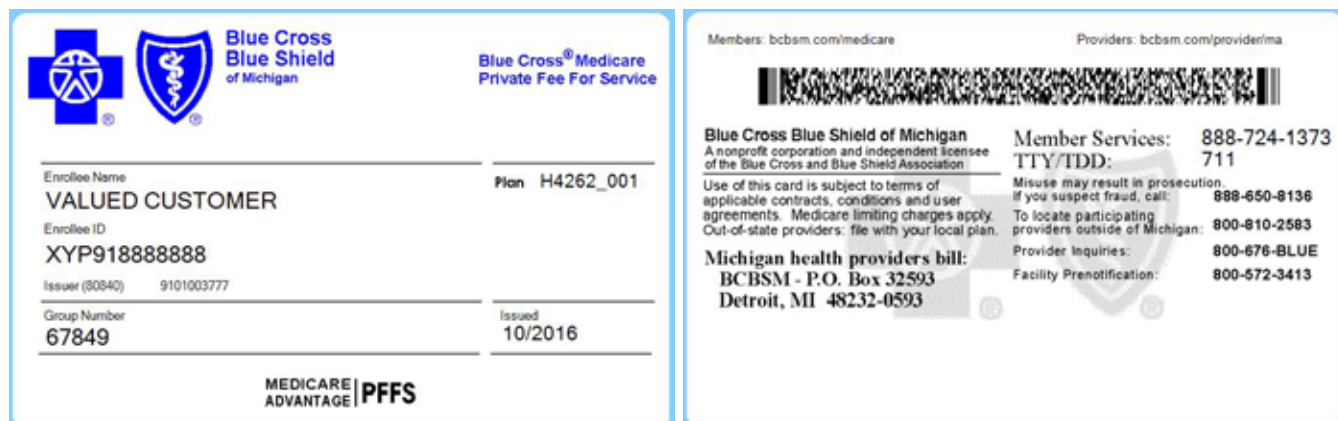 Blue Cross
Blue Shield
of Michigan
Blue Cross® Medicare
Private Fee For Service
Enrollee Name
VALUED CUSTOMER
Plan H4262_001
Enrollee ID
XYP918888888
Issuer (80840) 9101003777
Group Number
67849
Issued
10/2016
MEDICARE
ADVANTAGE
PFFS
Members: bcbsm.com/medicare
Providers: bcbsm.com/provider/ma
Blue Cross Blue Shield of Michigan
A nonprofit corporation and independent licensee
of the Blue Cross and Blue Shield Association
Use of this card is subject to terms of
applicable contracts, conditions and user
agreements. Medicare limiting charges apply.
Out-of-state providers: file with your local plan.
Michigan health providers bill:
BCBSM - P.O. Box 32593
Detroit, MI 48232-0593
Member Services: 888-724-1373
TTY/TDD: 711
Misuse may result in prosecution.
If you suspect fraud, call: 888-650-8136
To locate participating
providers outside of Michigan: 800-810-2583
Provider Inquiries: 800-676-BLUE
Facility Prenotification: 800-572-3413